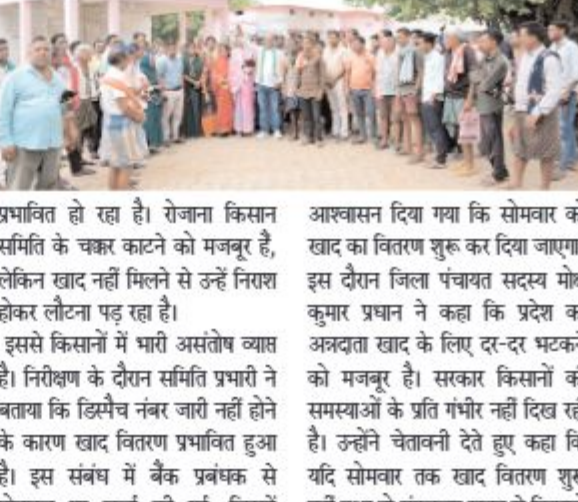 प्रभावित हो रहा है। रोजाना किसान
समिति के चक्कर काटने को मजबूर हैं,
लेकिन खाद नहीं मिलने से उन्हें निराश
होकर लौटना पड़ रहा है।
इससे किसानों में भारी असंतोष व्याप्त
है। निरीक्षण के दौरान समिति प्रभारी ने
बताया कि डिस्पैच नंबर जारी नहीं होने
के कारण खाद वितरण प्रभावित हुआ
है। इस संबंध में बैंक प्रबंधक से
आश्वासन दिया गया कि सोमवार
खाद का वितरण शुरू कर दिया जाएगा
इस दौरान जिला पंचायत सदस्य
कुमार प्रधान ने कहा कि प्रदेश
अन्नदाता खाद के लिए दर-दर भटकने
को मजबूर है। सरकार किसानों
समस्याओं के प्रति गंभीर नहीं दिख
है। उन्होंने चेतावनी देते हुए कहा
यदि सोमवार तक खाद वितरण